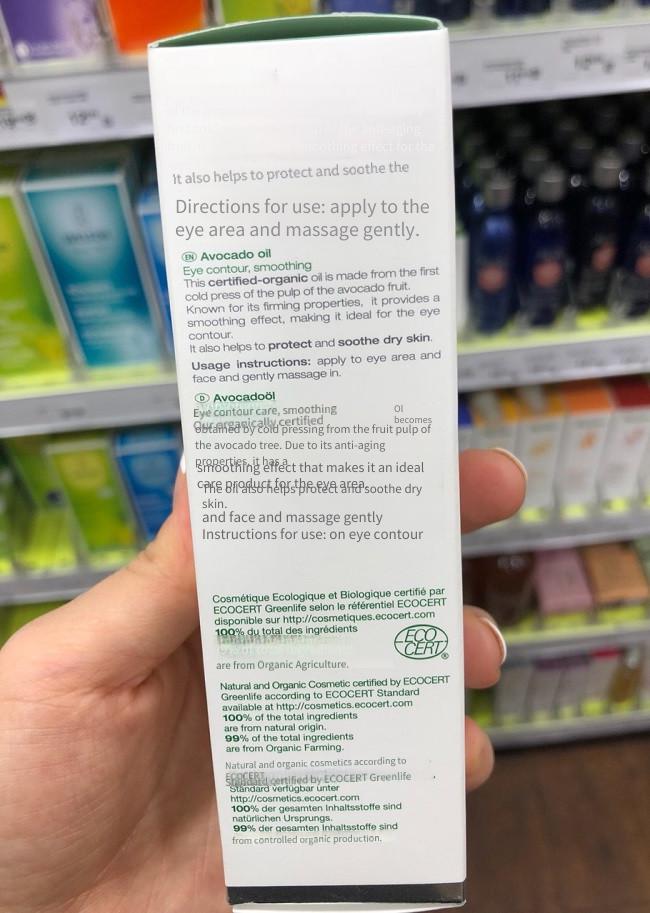 It also helps to protect and soothe the
Directions for use: apply to the
eye area and massage gently.
EN Avocado oil
Eye contour, smoothing
This certified-organic oil is made from the first
cold press of the pulp of the avocado fruit.
Known for its firming properties, it provides a
smoothing effect, making it ideal for the eye
contour.
It also helps to protect and soothe dry skin.
Usage instructions: apply to eye area and
face and gently massage in.
D Avocadoöl
Eye contour care, smoothing
Our organically certified
Ol
becomes
obtained by cold pressing from the fruit pulp of
the avocado tree. Due to its anti-aging
properties, it has a
smoothing effect that makes it an ideal
care product for the eye area.
The oil also helps protect and soothe dry
skin.
and face and massage gently
Instructions for use: on eye contour
Cosmétique Ecologique et Biologique certifié par
ECOCERT Greenlife selon le référentiel ECOCERT
disponible sur http://cosmetiques.ecocert.com
100% du total des ingrédients
ECO
CERT
®
are from Organic Agriculture.
Natural and Organic Cosmetic certified by ECOCERT
Greenlife according to ECOCERT Standard
available at http://cosmetics.ecocert.com
100% of the total ingredients
are from natural origin.
99% of the total ingredients
are from Organic Farming.
Natural and organic cosmetics according to
ECOCERT
Standard certified by ECOCERT Greenlife
Standard verfügbar unter
http://cosmetics.ecocert.com
100% der gesamten Inhaltsstoffe sind
natürlichen Ursprungs.
99% der gesamten Inhaltsstoffe sind
from controlled organic production.